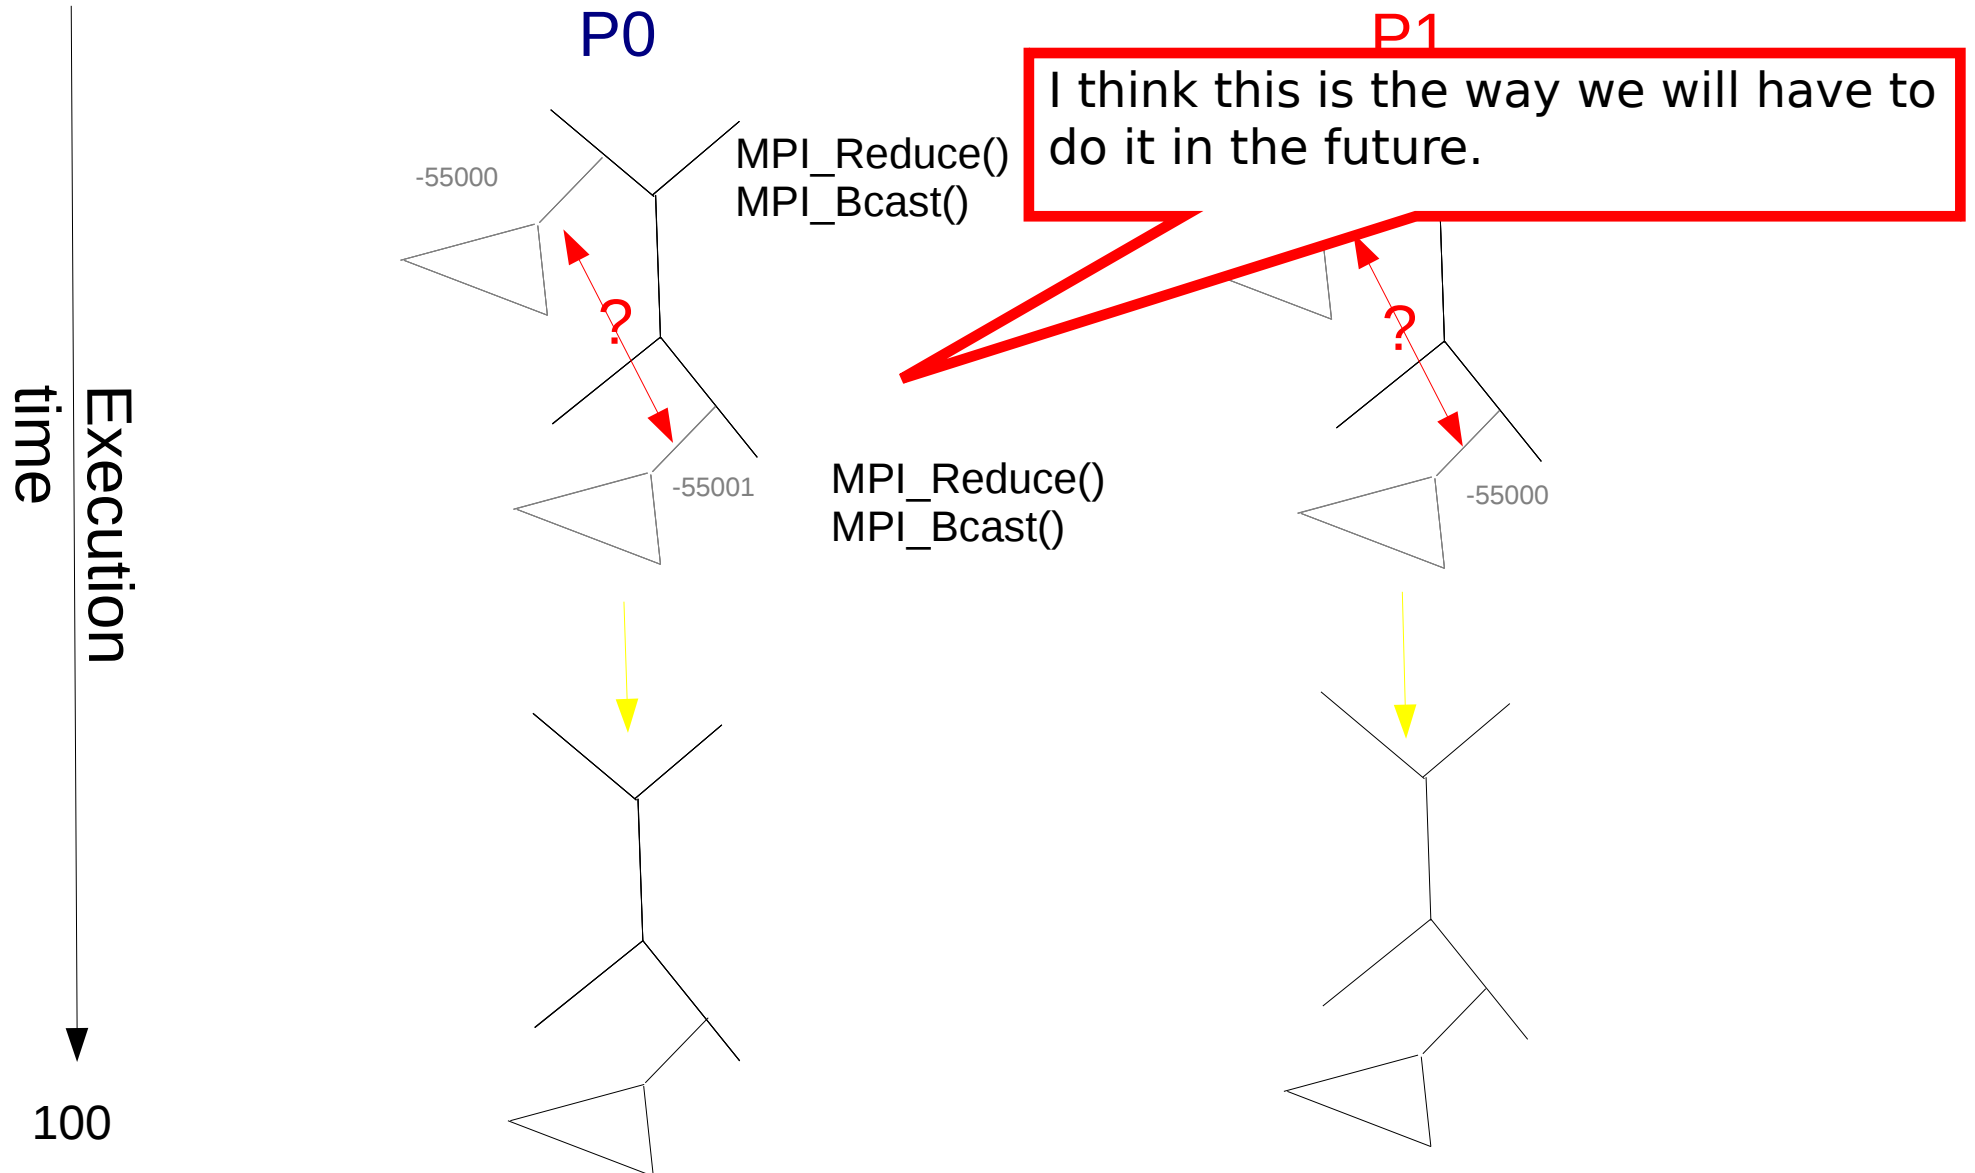 P0
P1
I think this is the way we will have to
do it in the future.
MPI_Reduce()
MPI_Bcast()
-55000
?
?
Execution
time
MPI_Reduce()
MPI_Bcast()
-55001
-55000
100